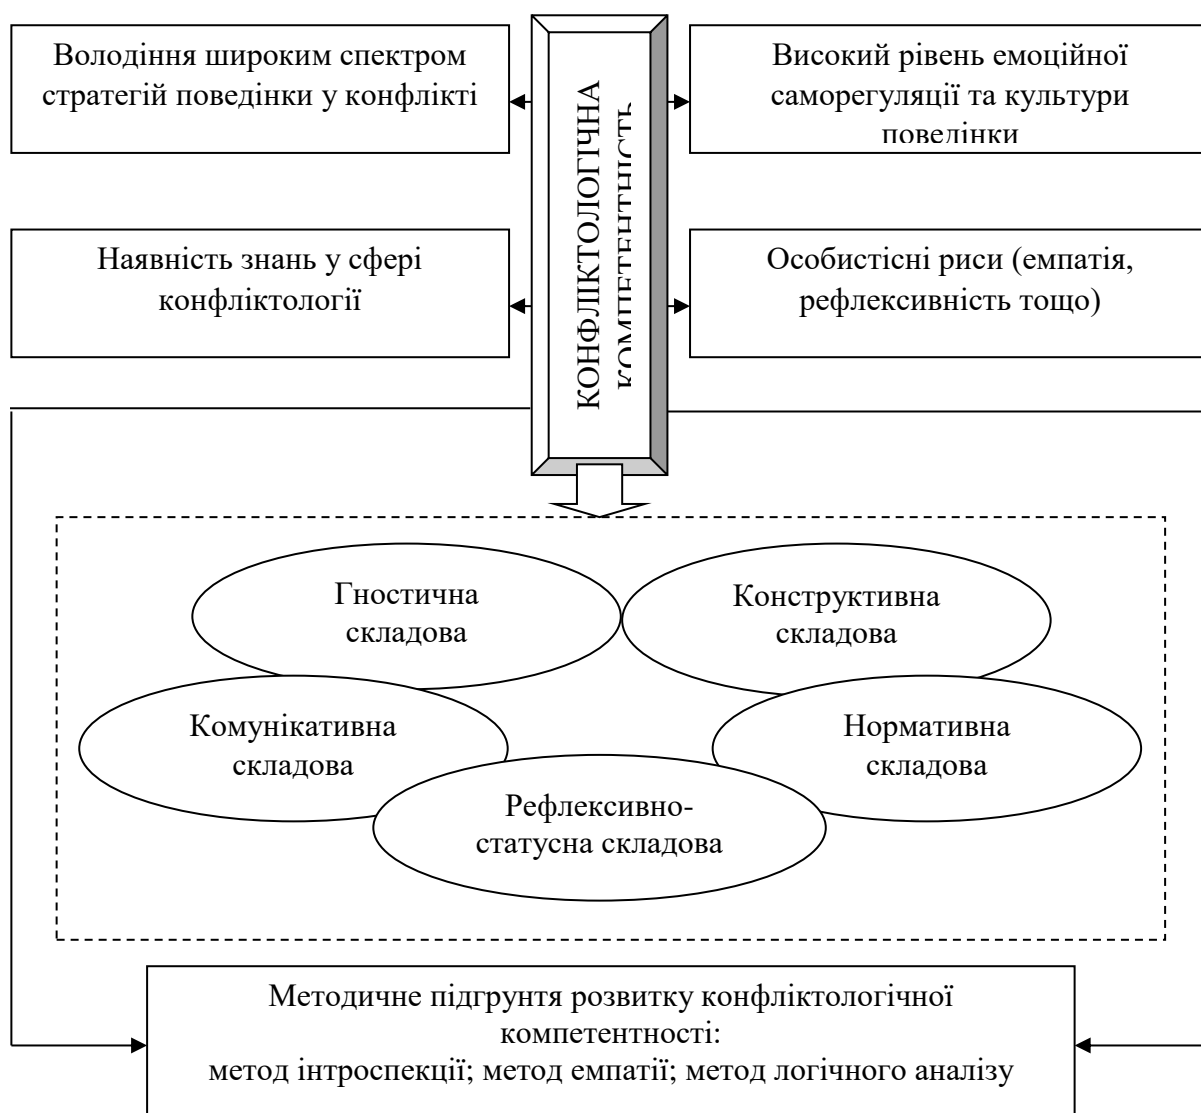 Володіння широким спектром
стратегій поведінки у конфлікті
КОНФЛІКТОЛОГІЧНА
КОМПЕТЕНТНІСТЬ
Високий рівень емоційної
саморегуляції та культури
поведінки
Наявність знань у сфері
конфліктології
Особистісні риси (емпатія,
рефлексивність тощо)
Гностична
складова
Конструктивна
складова
Комунікативна
складова
Нормативна
складова
Рефлексивно-
статусна складова
Методичне підгрунтя розвитку конфліктологічної
компетентності:
метод інтроспекції; метод емпатії; метод логічного аналізу